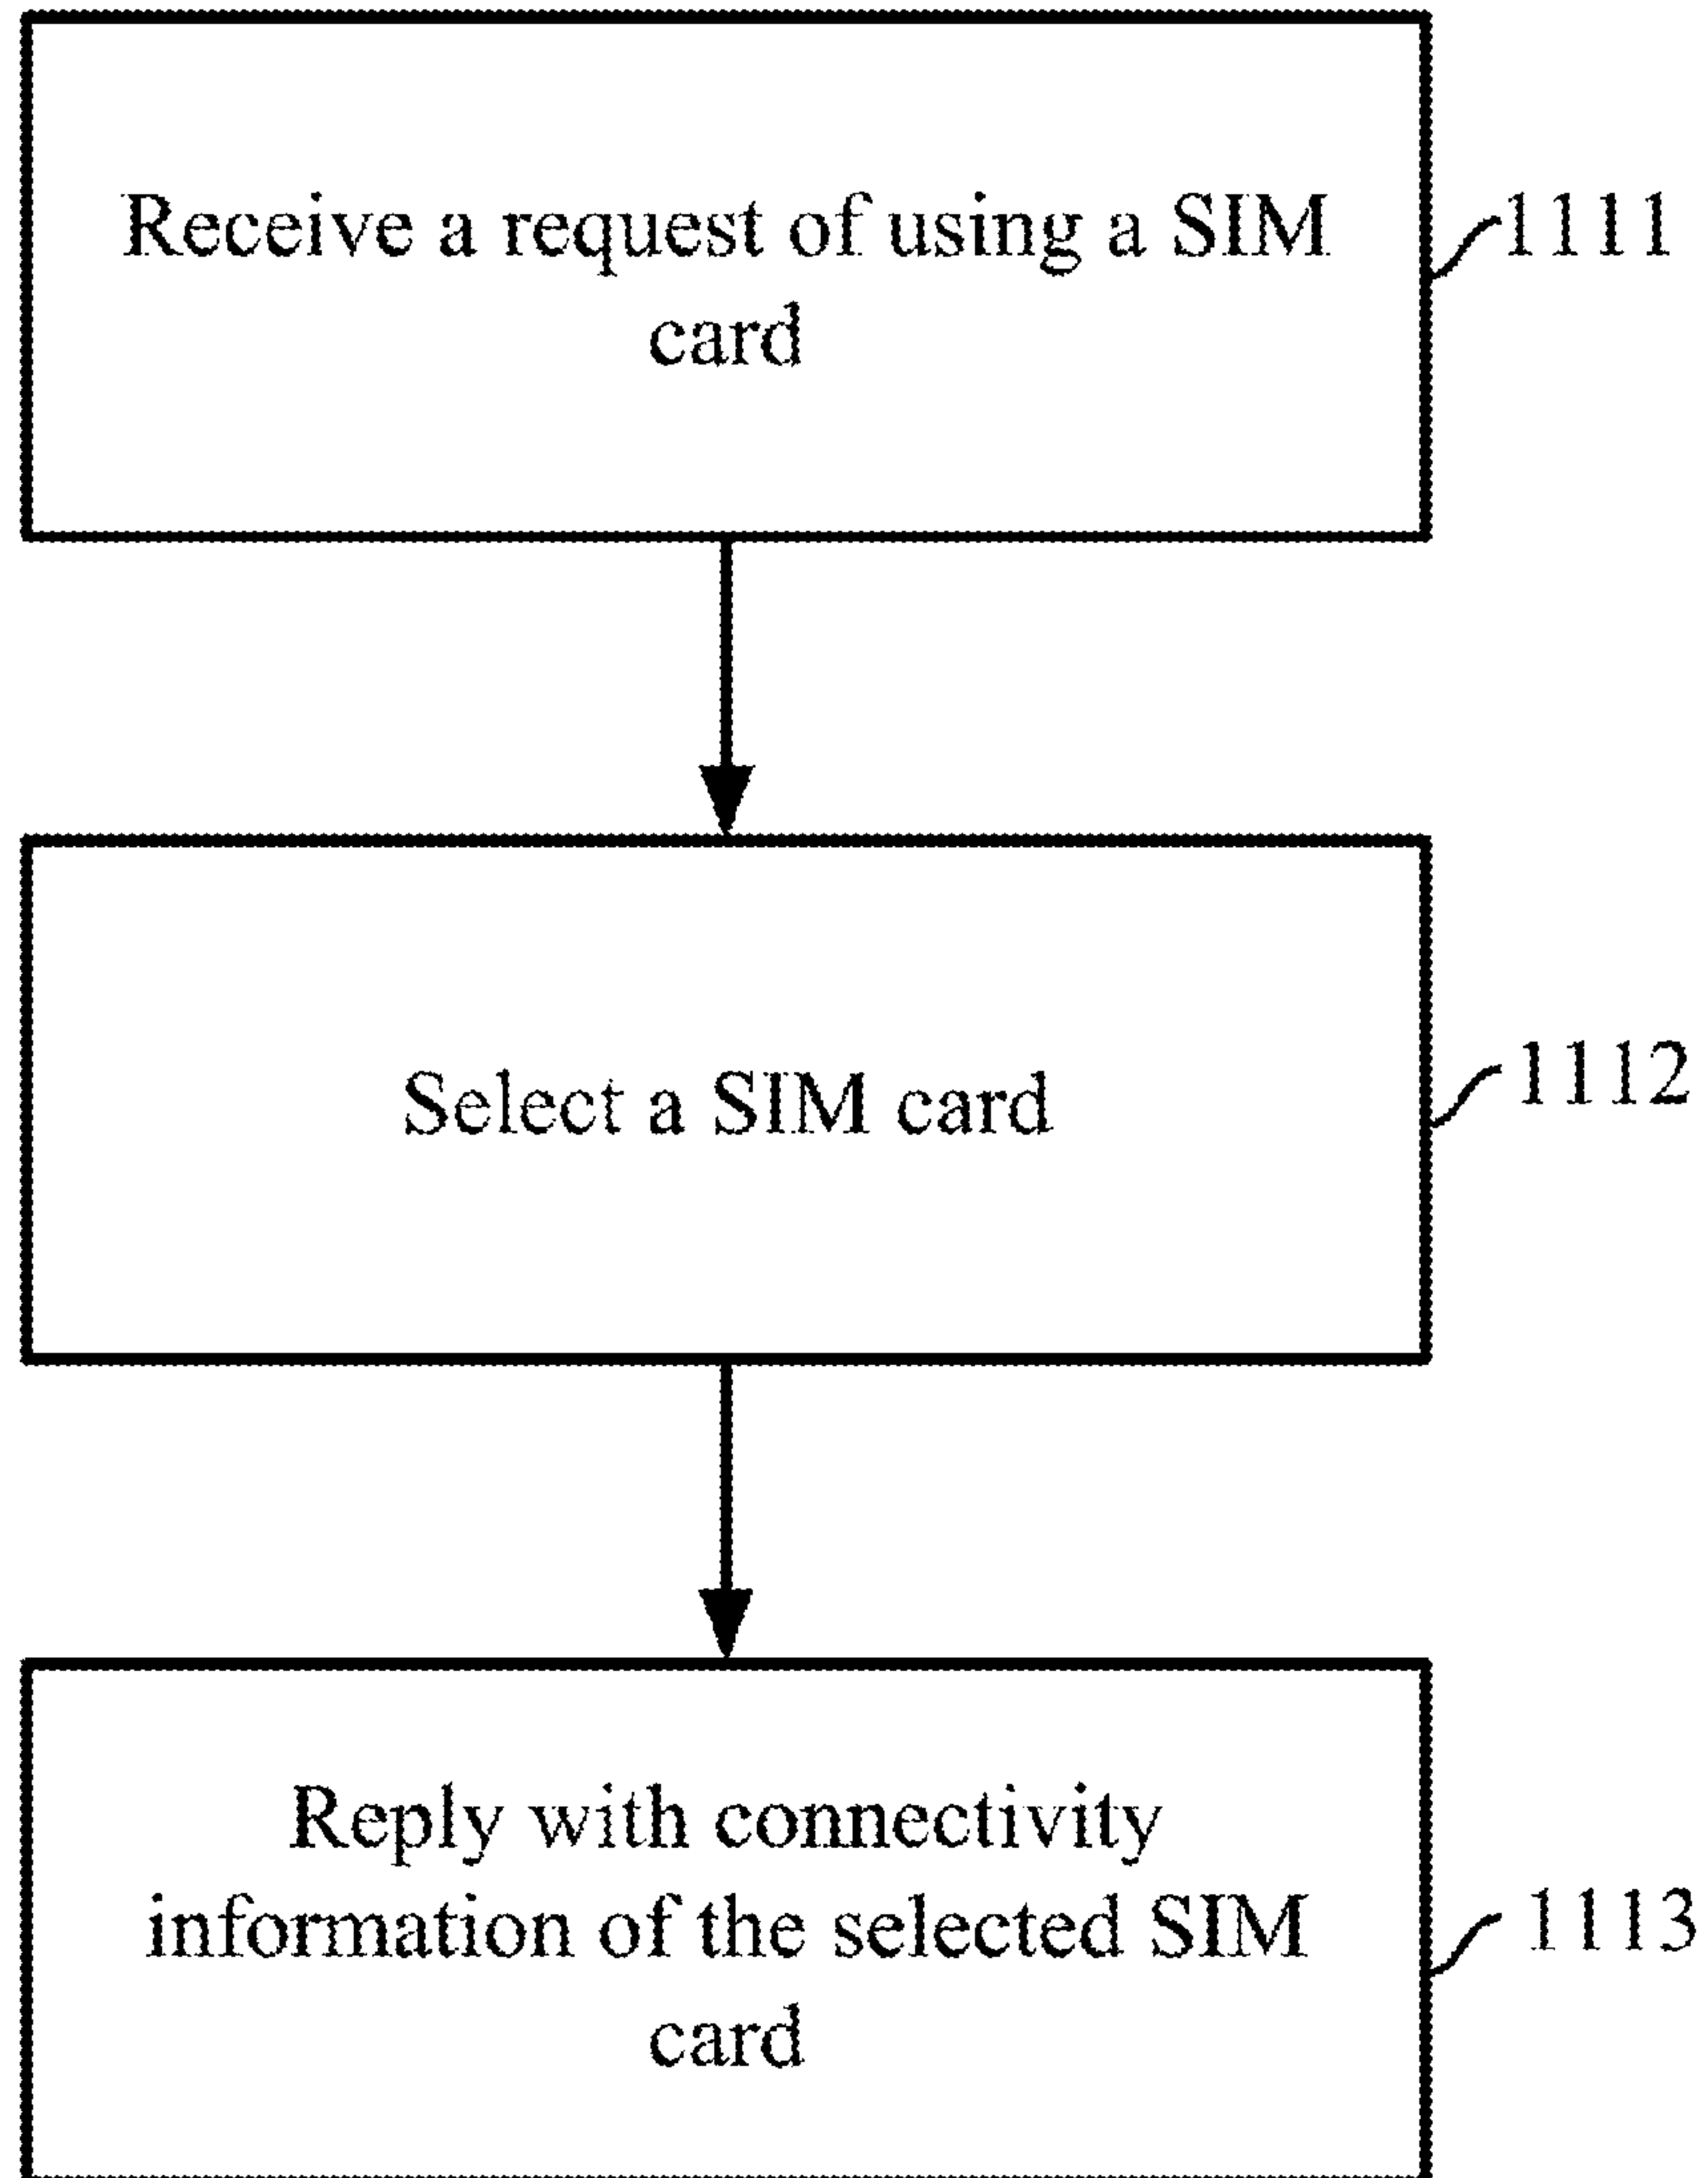 Receive a request of using a SIM
card
1111
Select a SIM card
1112
Reply with connectivity
information of the selected SIM
card
1113